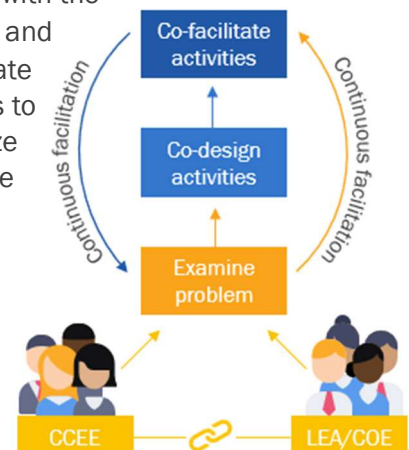 with the
and
ate
s to
ze
e
Co-facilitate
activities
Continuous facilitation
Continuous facilitation
Co-design
activities
Examine
problem
CCEE
LEA/COE